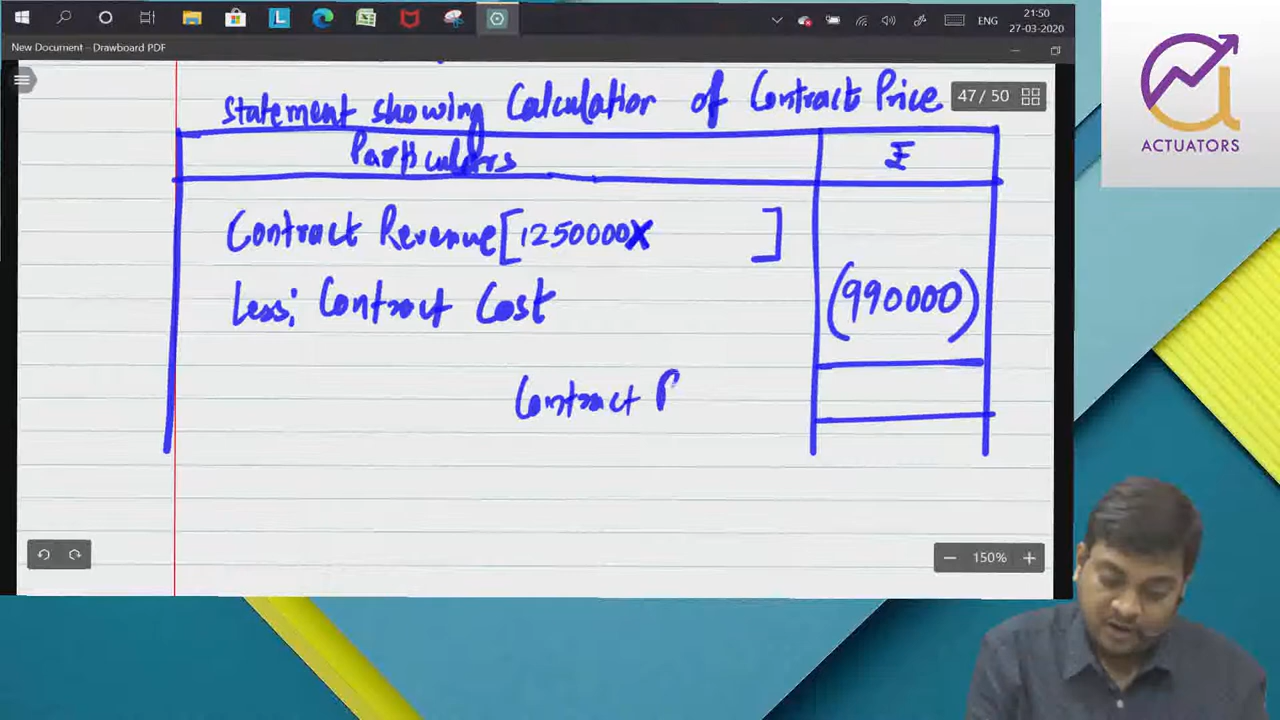 21:50
ENG
27-03-2020
New Document – Drawboard PDF
Statement showing Calculation of Contract Price
47 / 50
Particulars ₹
Contract Revenue [1250000X ]
Less: Contract Cost (990000)
Contract P
150%
ACTUATORS